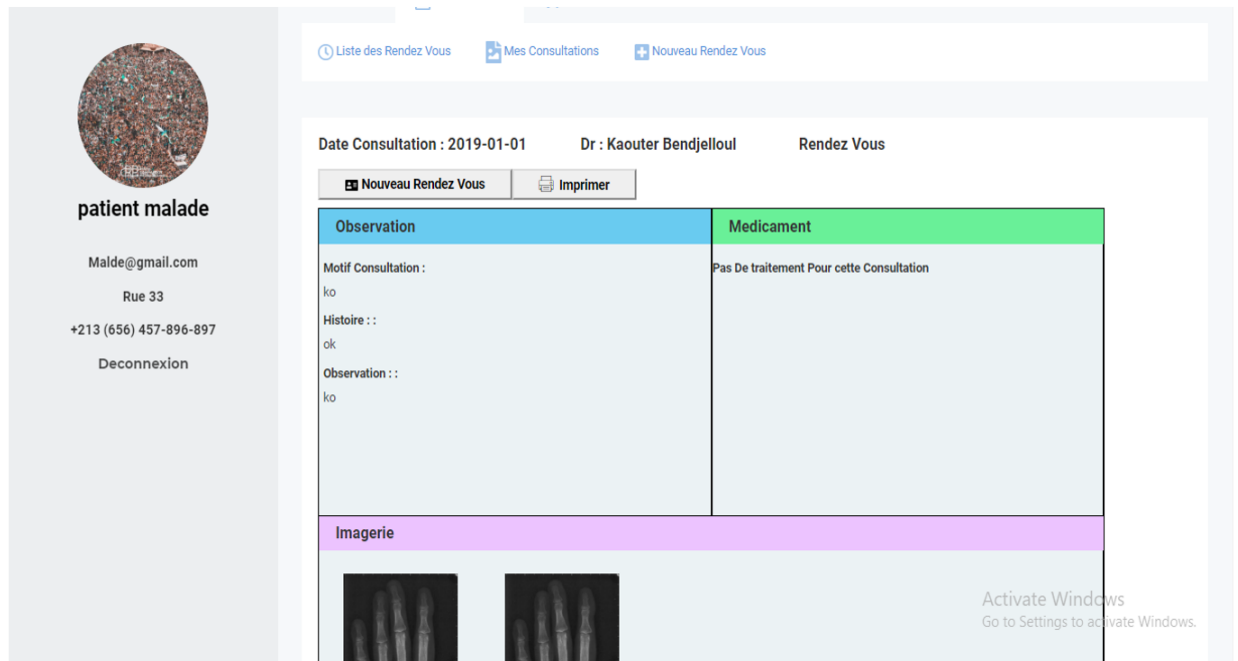 Liste des Rendez Vous Mes Consultations Nouveau Rendez Vous
patient malade
Malde@gmail.com
Rue 33
+213 (656) 457-896-897
Deconnexion
Date Consultation : 2019-01-01 Dr : Kaouter Bendjelloul Rendez Vous
Nouveau Rendez Vous Imprimer
Observation Medicament
Motif Consultation : Pas De traitement Pour cette Consultation
ko
Histoire : :
ok
Observation : :
ko
Imagerie
Activate Windows
Go to Settings to activate Windows.